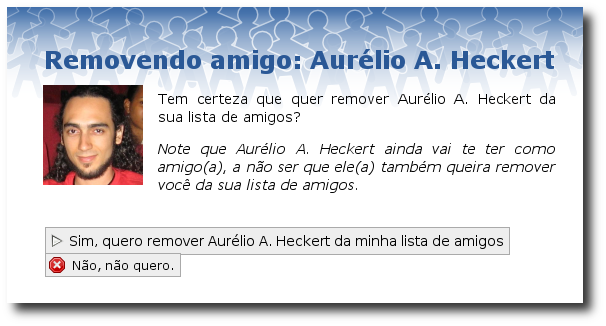 Removendo amigo: Aurélio A. Heckert
Tem certeza que quer remover Aurélio A. Heckert da
sua lista de amigos?
Note que Aurélio A. Heckert ainda vai te ter como
amigo(a), a não ser que ele(a) também queira remover
você da sua lista de amigos.
Sim, quero remover Aurélio A. Heckert da minha lista de amigos
Não, não quero.